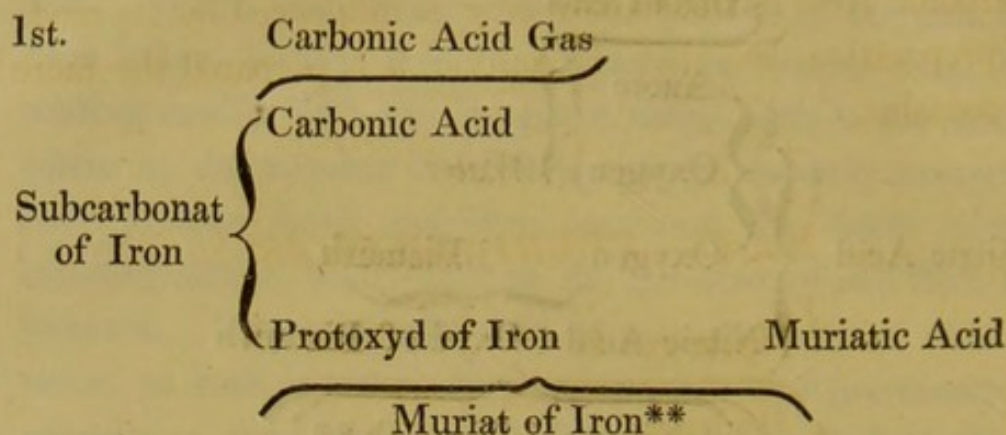 1st. Carbonic Acid Gas
Carbonic Acid
Subcarbonat
of Iron
Protoxyd of Iron Muriatic Acid
Muriat of Iron**